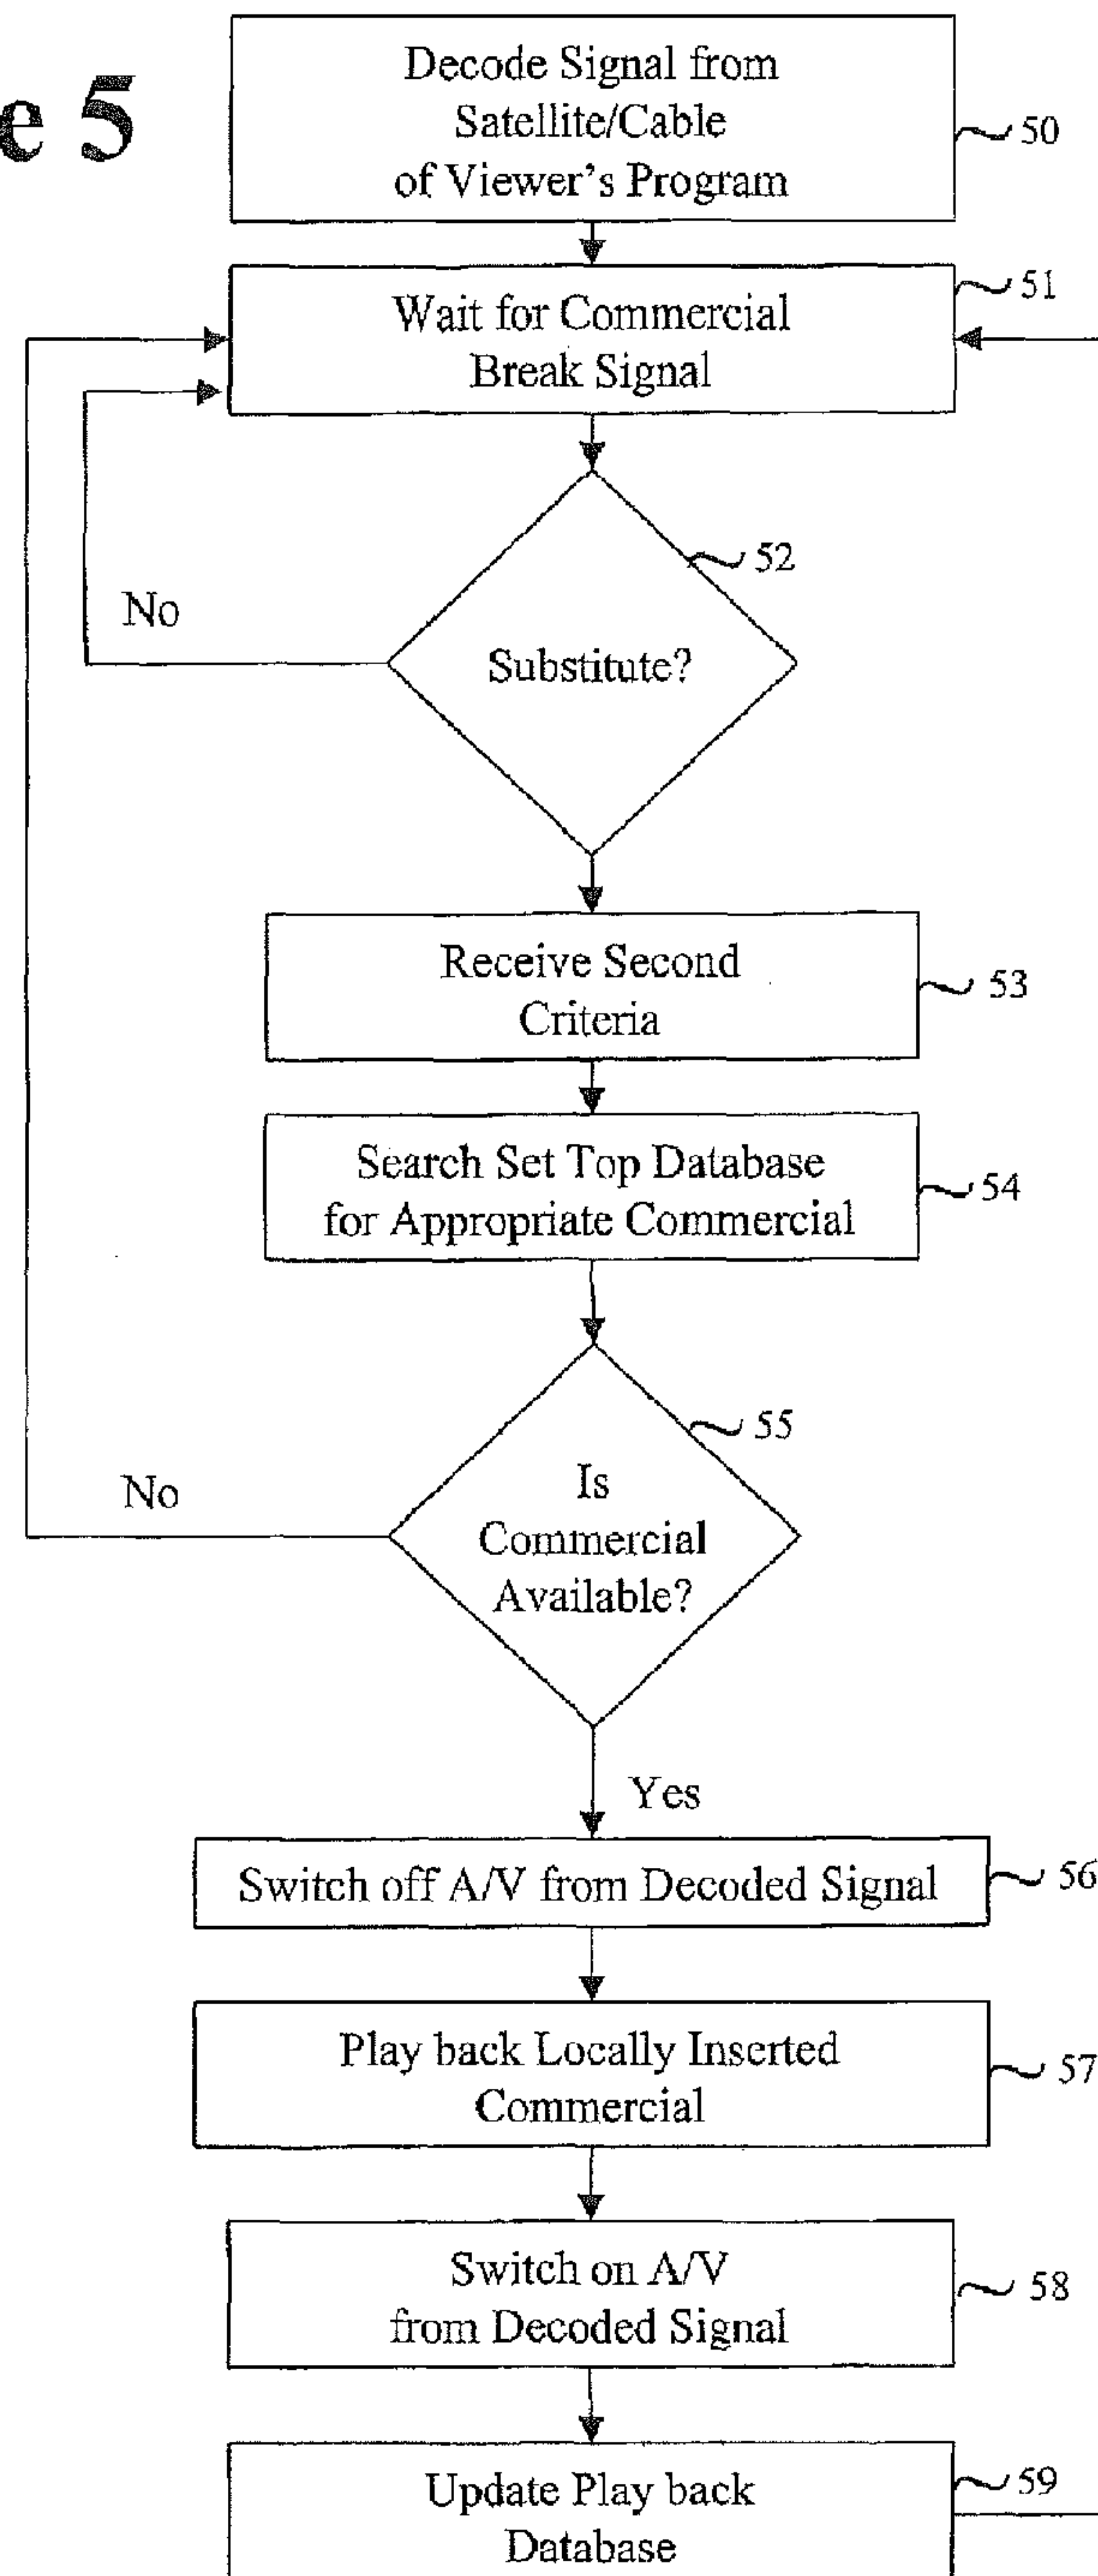 e 5
Decode Signal from
Satellite/Cable
of Viewer's Program
50
Wait for Commercial
Break Signal
51
52
No
Substitute?
Receive Second
Criteria
53
Search Set Top Database
for Appropriate Commercial
54
55
No
Is
Commercial
Available?
Yes
Switch off A/V from Decoded Signal
56
Play back Locally Inserted
Commercial
57
Switch on A/V
from Decoded Signal
58
Update Play back
Database
59